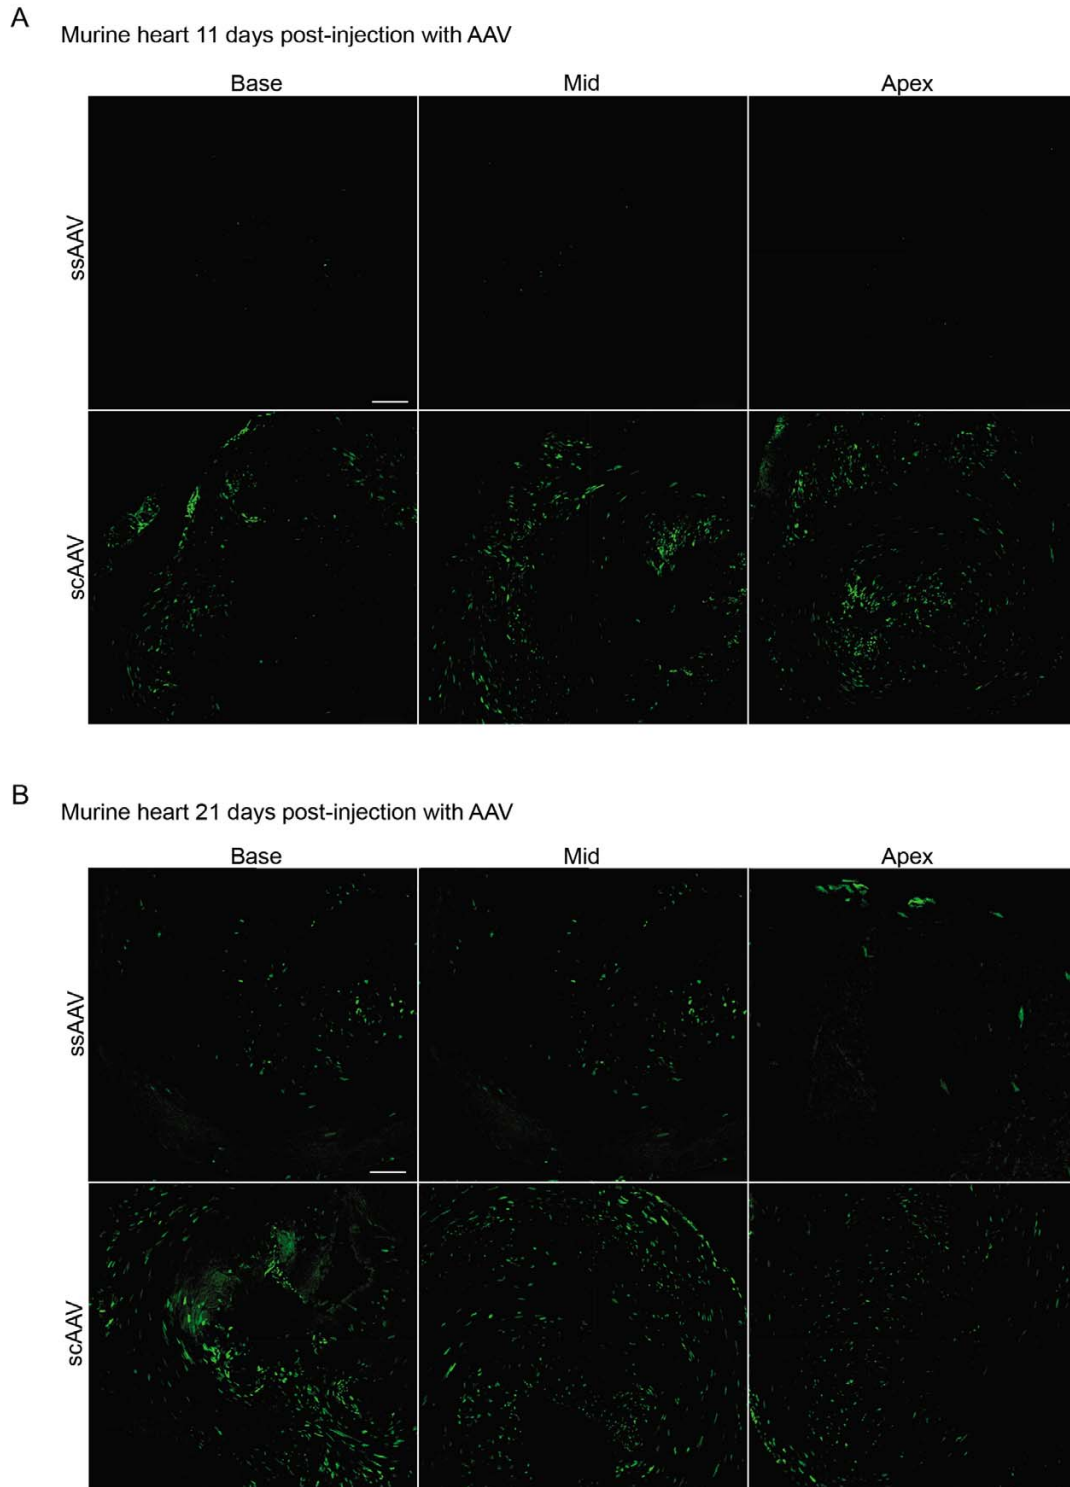 A
Murine heart 11 days post-injection with AAV
Base Mid Apex
ssAAV
scAAV
B
Murine heart 21 days post-injection with AAV
Base Mid Apex
ssAAV
scAAV